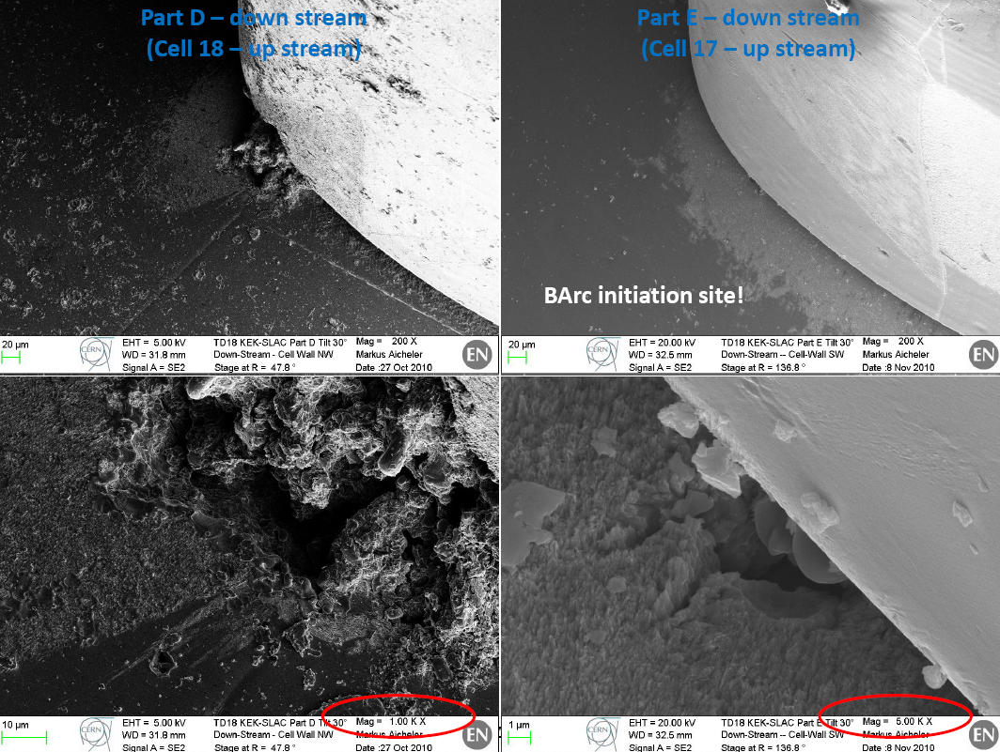 Part D – down stream
(Cell 18 – up stream)
Part E – down stream
(Cell 17 – up stream)
BArc initiation site!
20 µm
CERN
EHT = 5.00 kV
WD = 31.8 mm
Signal A = SE2
TD18 KEK-SLAC Part D Tilt 30°
Down-Stream - Cell Wall NW
Stage at R = 47.8 °
Mag = 200 X
Markus Aicheler
Date :27 Oct 2010
EN
20 µm
CERN
EHT = 20.00 kV
WD = 32.5 mm
Signal A = SE2
TD18 KEK-SLAC Part E Tilt 30°
Down-Stream -- Cell-Wall SW
Stage at R = 136.8 °
Mag = 200 X
Markus Aicheler
Date :8 Nov 2010
EN
10 µm
CERN
EHT = 5.00 kV
WD = 31.8 mm
Signal A = SE2
TD18 KEK-SLAC Part D Tilt 30°
Down-Stream - Cell Wall NW
Stage at R = 47.8 °
Mag = 1.00 K X
Markus Aicheler
Date :27 Oct 2010
EN
1 µm
CERN
EHT = 20.00 kV
WD = 32.5 mm
Signal A = SE2
TD18 KEK-SLAC Part E Tilt 30°
Down-Stream -- Cell-Wall SW
Stage at R = 136.8 °
Mag = 5.00 K X
Markus Aicheler
Date :8 Nov 2010
EN